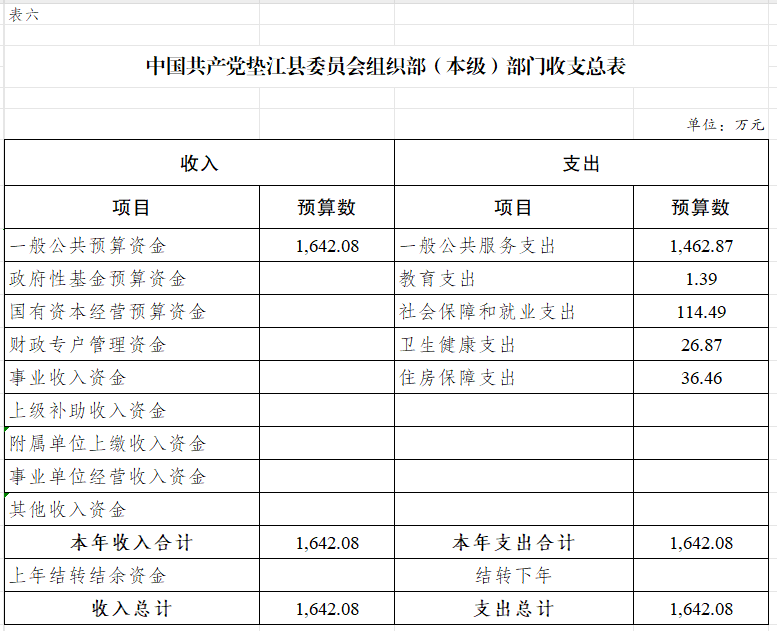 表六
中国共产党垫江县委员会组织部（本级）部门收支总表
单位：万元
收入 支出
项目 预算数 项目 预算数
一般公共预算资金 1,642.08 一般公共服务支出 1,462.87
政府性基金预算资金 教育支出 1.39
国有资本经营预算资金 社会保障和就业支出 114.49
财政专户管理资金 卫生健康支出 26.87
事业收入资金 住房保障支出 36.46
上级补助收入资金
附属单位上缴收入资金
事业单位经营收入资金
其他收入资金
本年收入合计 1,642.08 本年支出合计 1,642.08
上年结转结余资金 结转下年
收入总计 1,642.08 支出总计 1,642.08